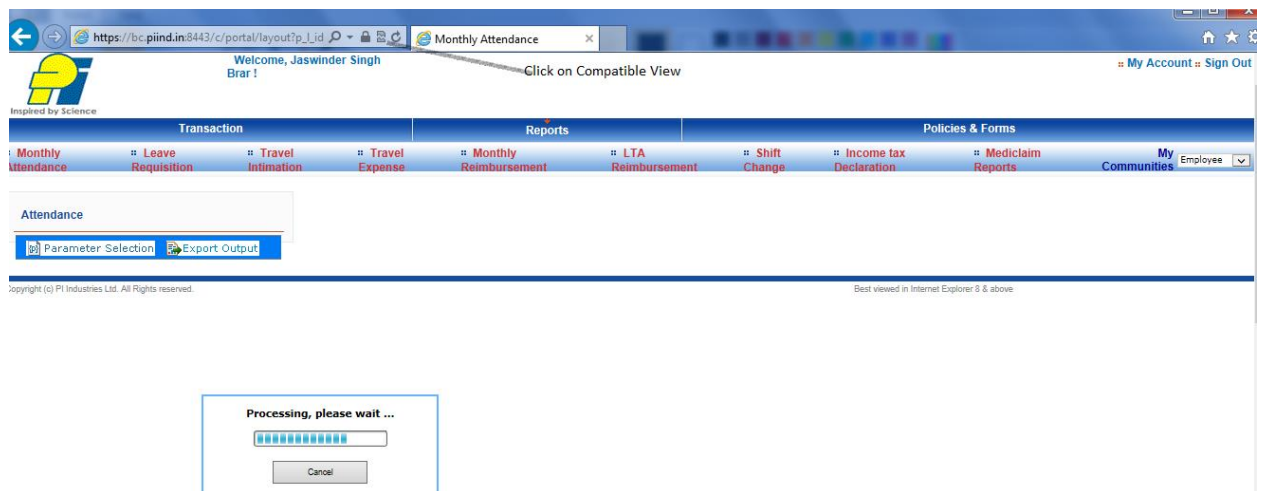 https://bc.piind.in:8443/c/portal/layout?p_l_id
Monthly Attendance
Welcome, Jaswinder Singh
Brar !
Click on Compatible View
:: My Account :: Sign Out
Inspired by Science
Transaction Reports Policies & Forms
:: Monthly Attendance
:: Leave Requisition
:: Travel Intimation
:: Travel Expense
:: Monthly Reimbursement
:: LTA Reimbursement
:: Shift Change
:: Income tax Declaration
:: Mediclaim Reports
My Communities Employee
Attendance
Parameter Selection Export Output
Copyright (c) PI Industries Ltd. All Rights reserved. Best viewed in Internet Explorer 8 & above
Processing, please wait ...
Cancel